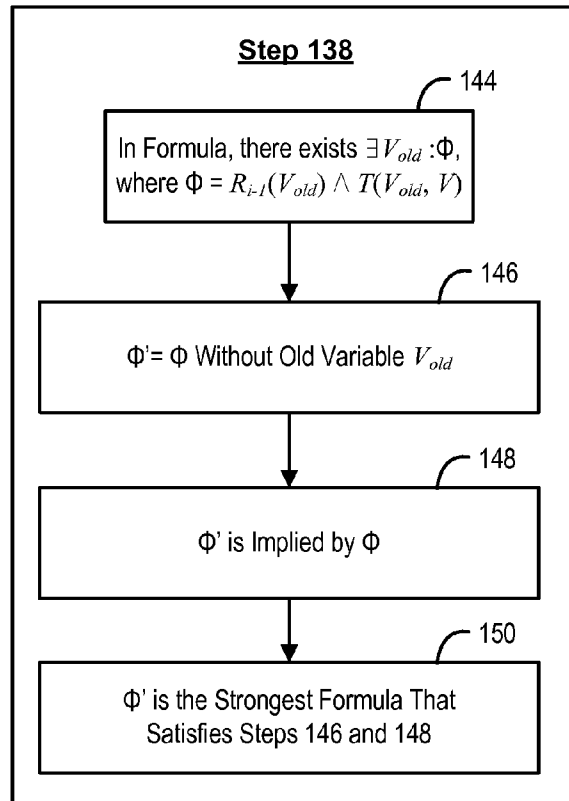 Step 138
144
In Formula, there exists ∃ V_old :Φ,
where Φ = R_{i-1}(V_old) ∧ T(V_old, V)
146
Φ'= Φ Without Old Variable V_old
148
Φ' is Implied by Φ
150
Φ' is the Strongest Formula That
Satisfies Steps 146 and 148